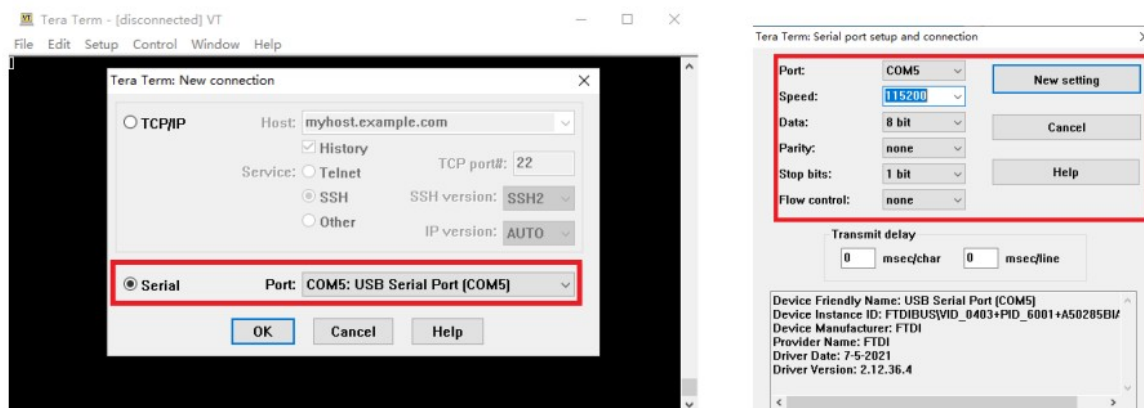 Tera Term - [disconnected] VT
File Edit Setup Control Window Help
Tera Term: New connection
TCP/IP Host: myhost.example.com
History
Service: Telnet TCP port#: 22
SSH SSH version: SSH2
Other IP version: AUTO
Serial Port: COM5: USB Serial Port (COM5)
OK Cancel Help
Tera Term: Serial port setup and connection
Port: COM5 New setting
Speed: 115200
Data: 8 bit Cancel
Parity: none
Stop bits: 1 bit Help
Flow control: none
Transmit delay
0 msec/char 0 msec/line
Device Friendly Name: USB Serial Port (COM5)
Device Instance ID: FTDIBUS\VID_0403+PID_6001+A50285BIA
Device Manufacturer: FTDI
Provider Name: FTDI
Driver Date: 7-5-2021
Driver Version: 2.12.36.4